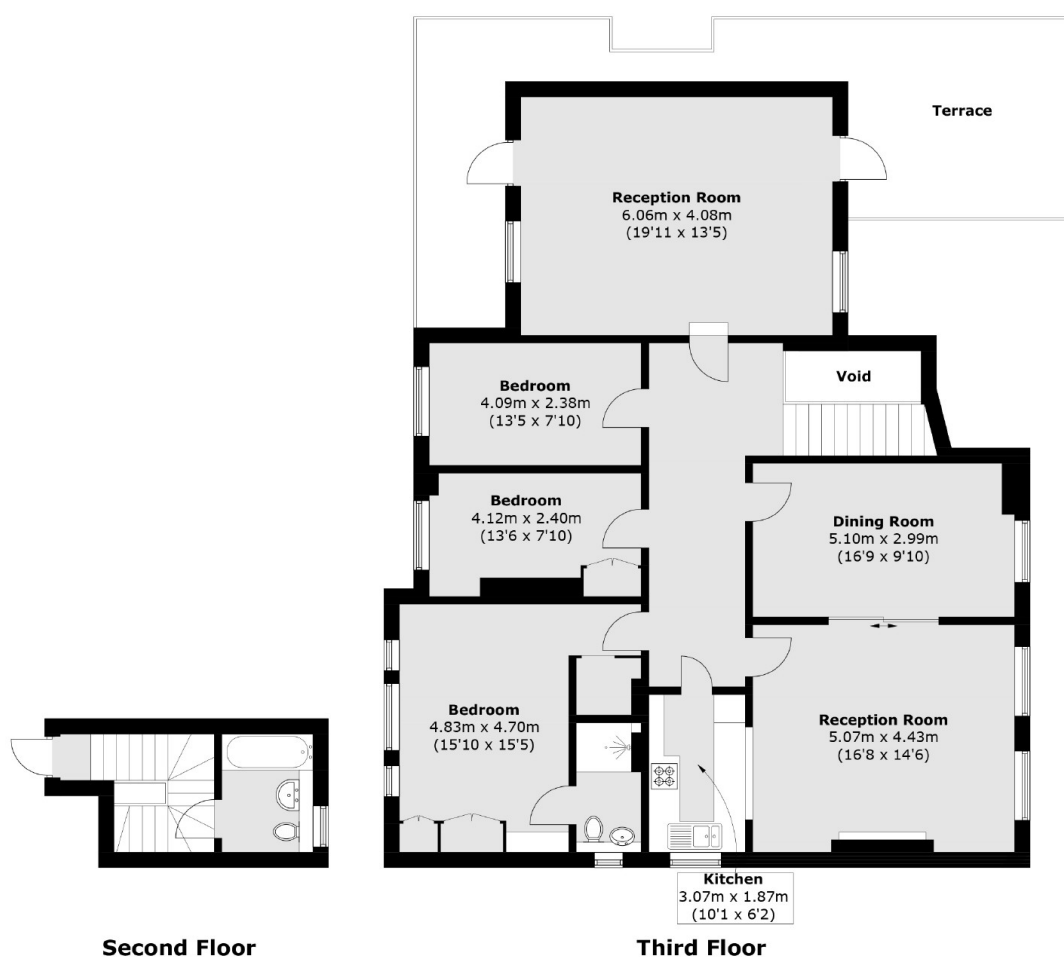 Terrace
Reception Room
6.06m x 4.08m
(19'11 x 13'5)
Void
Bedroom
4.09m x 2.38m
(13'5 x 7'10)
Bedroom
4.12m x 2.40m
(13'6 x 7'10)
Dining Room
5.10m x 2.99m
(16'9 x 9'10)
Bedroom
4.83m x 4.70m
(15'10 x 15'5)
Reception Room
5.07m x 4.43m
(16'8 x 14'6)
Kitchen
3.07m x 1.87m
(10'1 x 6'2)
Second Floor
Third Floor